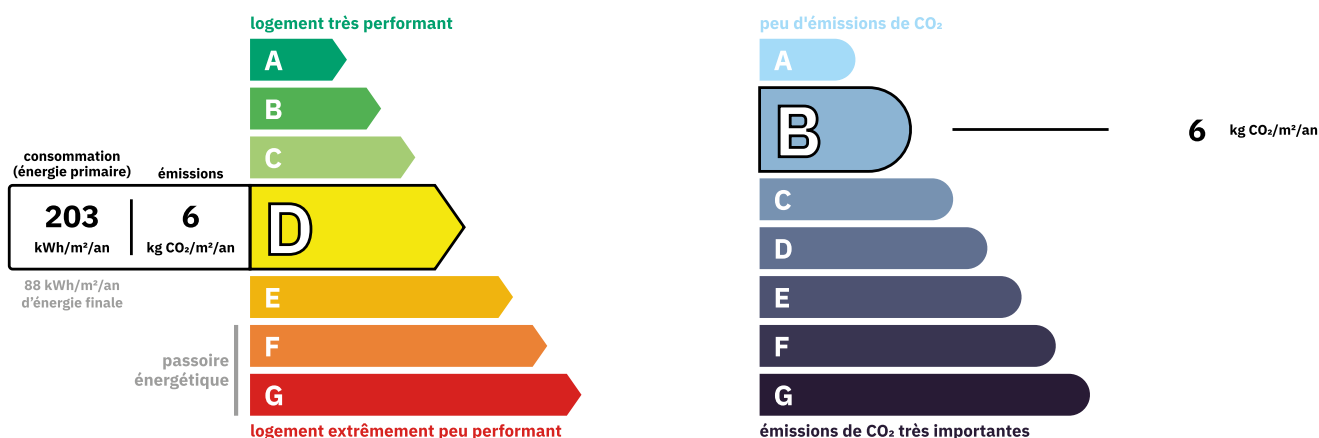 logement très performant
A
B
C
consommation
(énergie primaire)
émissions
203
kWh/m²/an
6
kg CO₂/m²/an
D
88 kWh/m²/an
d'énergie finale
E
passoire
énergétique
F
G
logement extrêmement peu performant
peu d'émissions de CO₂
A
B
6 kg CO₂/m²/an
C
D
E
F
G
émissions de CO₂ très importantes